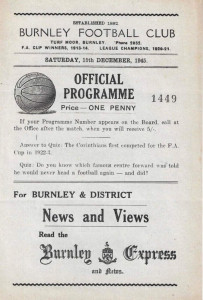 ESTABLISHED 1882
BURNLEY FOOTBALL CLUB
TURF MOOR, BURNLEY. 'Phone 2635.
F.A. CUP WINNERS, 1913-14. LEAGUE CHAMPIONS, 1920-21.
SATURDAY, 15th DECEMBER, 1945.
OFFICIAL
PROGRAMME
Price — ONE PENNY
1449
If your Programme Number appears on the Board, call at
the Office after the match, when you will receive 5/-.
Answer to Quiz: The Corinthians first competed for the F.A.
Cup in 1922-3.
Quiz: Do you know which famous centre forward was told
he would never head a football again — and did?
For BURNLEY & DISTRICT
News and Views
Read the
Burnley Express
and News.